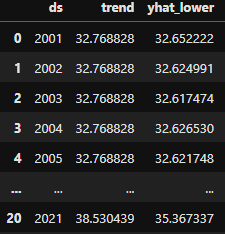 ds trend yhat_lower
0 2001 32.768828 32.652222
1 2002 32.768828 32.624991
2 2003 32.768828 32.617474
3 2004 32.768828 32.626530
4 2005 32.768828 32.621748
... ... ... ...
20 2021 38.530439 35.367337